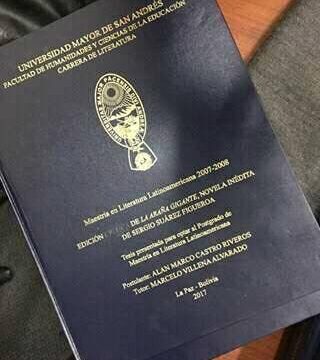 UNIVERSIDAD MAYOR DE SAN ANDRÉS
FACULTAD DE HUMANIDADES Y CIENCIAS DE LA EDUCACIÓN
CARRERA DE LITERATURA
Maestría en Literatura Latinoamericana 2007-2008
EDICIÓN DE LA ARAÑA GIGANTE, NOVELA INÉDITA
DE SERGIO SUÁREZ FIGUEROA
Tesis presentada para optar al Postgrado de
Maestría en Literatura Latinoamericana
Postulante: ALAN MARCO CASTRO RIVEROS
Tutor: MARCELO VILLENA ALVARADO
La Paz - Bolivia
2017